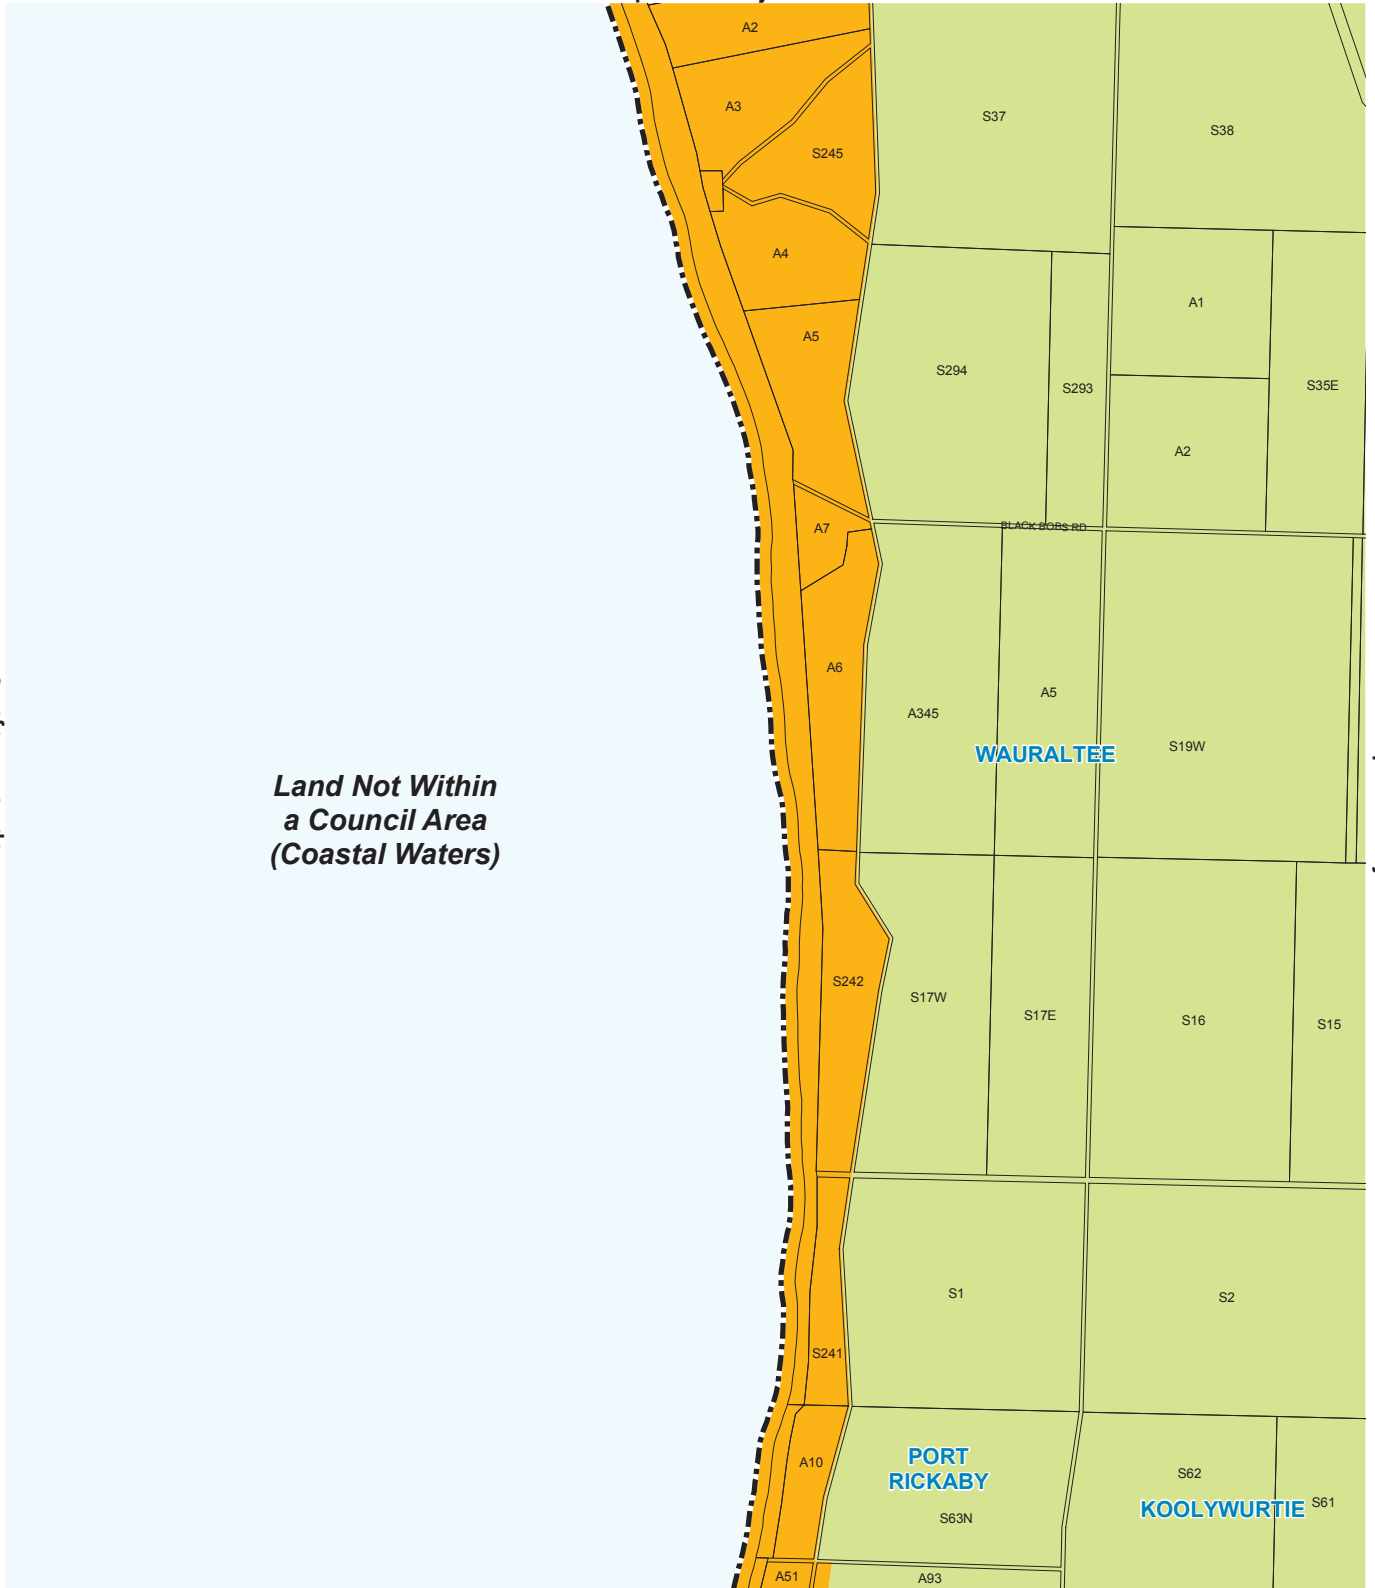 A2
A3
S37
S38
S245
A4
A1
A5
S294
S293
S35E
A2
BLACK BOBS RD
A7
A6
A5
A345
S19W
WAURALTEE
Land Not Within
a Council Area
(Coastal Waters)
S242
S17W
S17E
S16
S15
S1
S2
S241
PORT
RICKABY
A10
S62
KOOLYWURTIE
S61
S63N
A51
A93